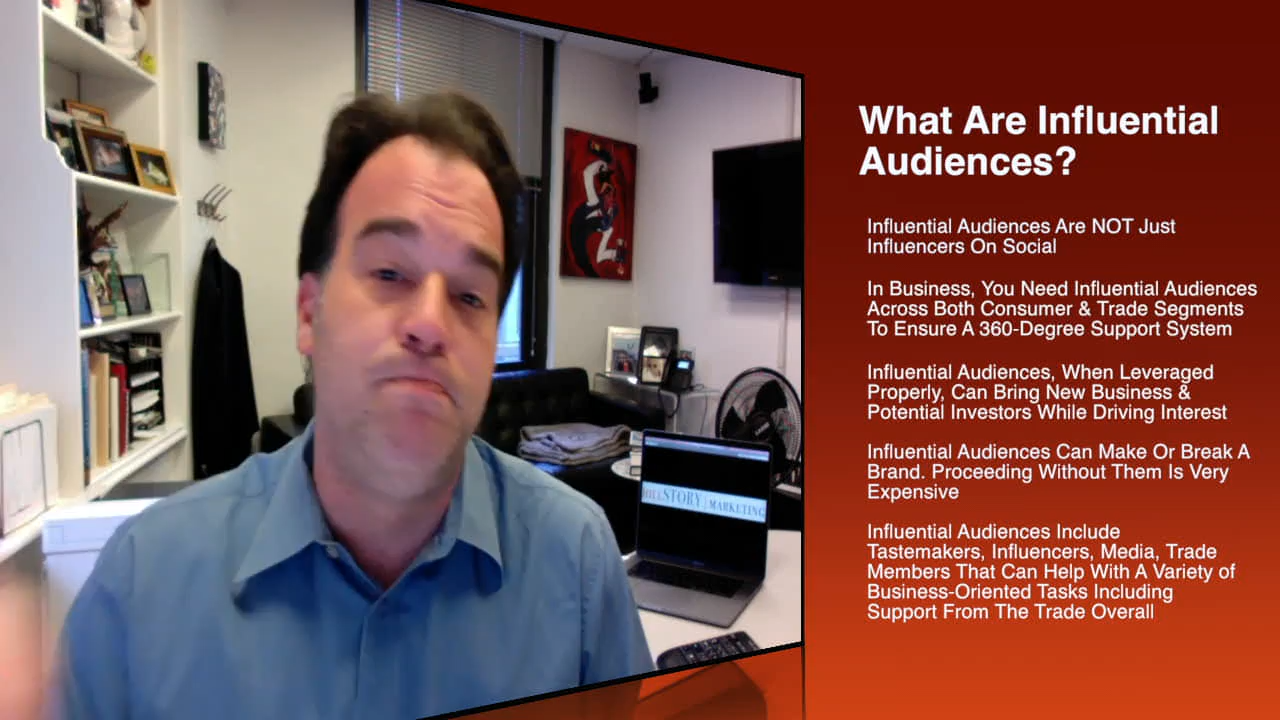 What Are Influential
Audiences?
Influential Audiences Are NOT Just
Influencers On Social
In Business, You Need Influential Audiences
Across Both Consumer & Trade Segments
To Ensure A 360-Degree Support System
Influential Audiences, When Leveraged
Properly, Can Bring New Business &
Potential Investors While Driving Interest
Influential Audiences Can Make Or Break A
Brand. Proceeding Without Them Is Very
Expensive
Influential Audiences Include
Tastemakers, Influencers, Media, Trade
Members That Can Help With A Variety of
Business-Oriented Tasks Including
Support From The Trade Overall
STORY | MARKETING